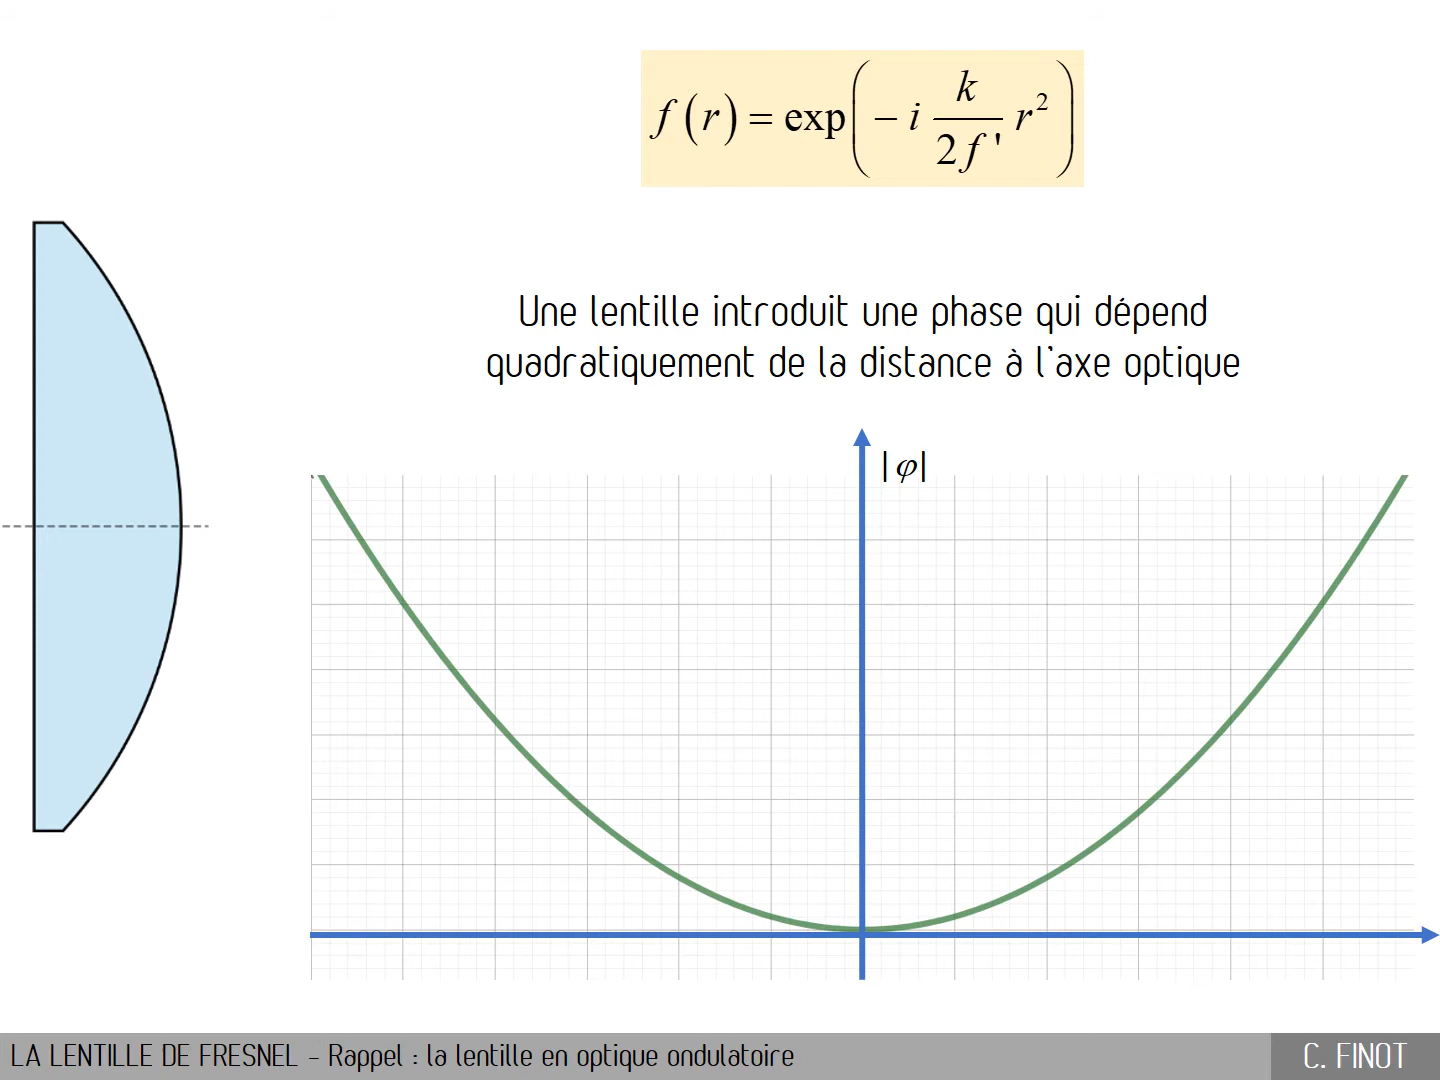 f(r) = exp(-i k/2f' r²)
Une lentille introduit une phase qui dépend
quadratiquement de la distance à l'axe optique
|φ|
LA LENTILLE DE FRESNEL - Rappel : la lentille en optique ondulatoire
C. FINOT